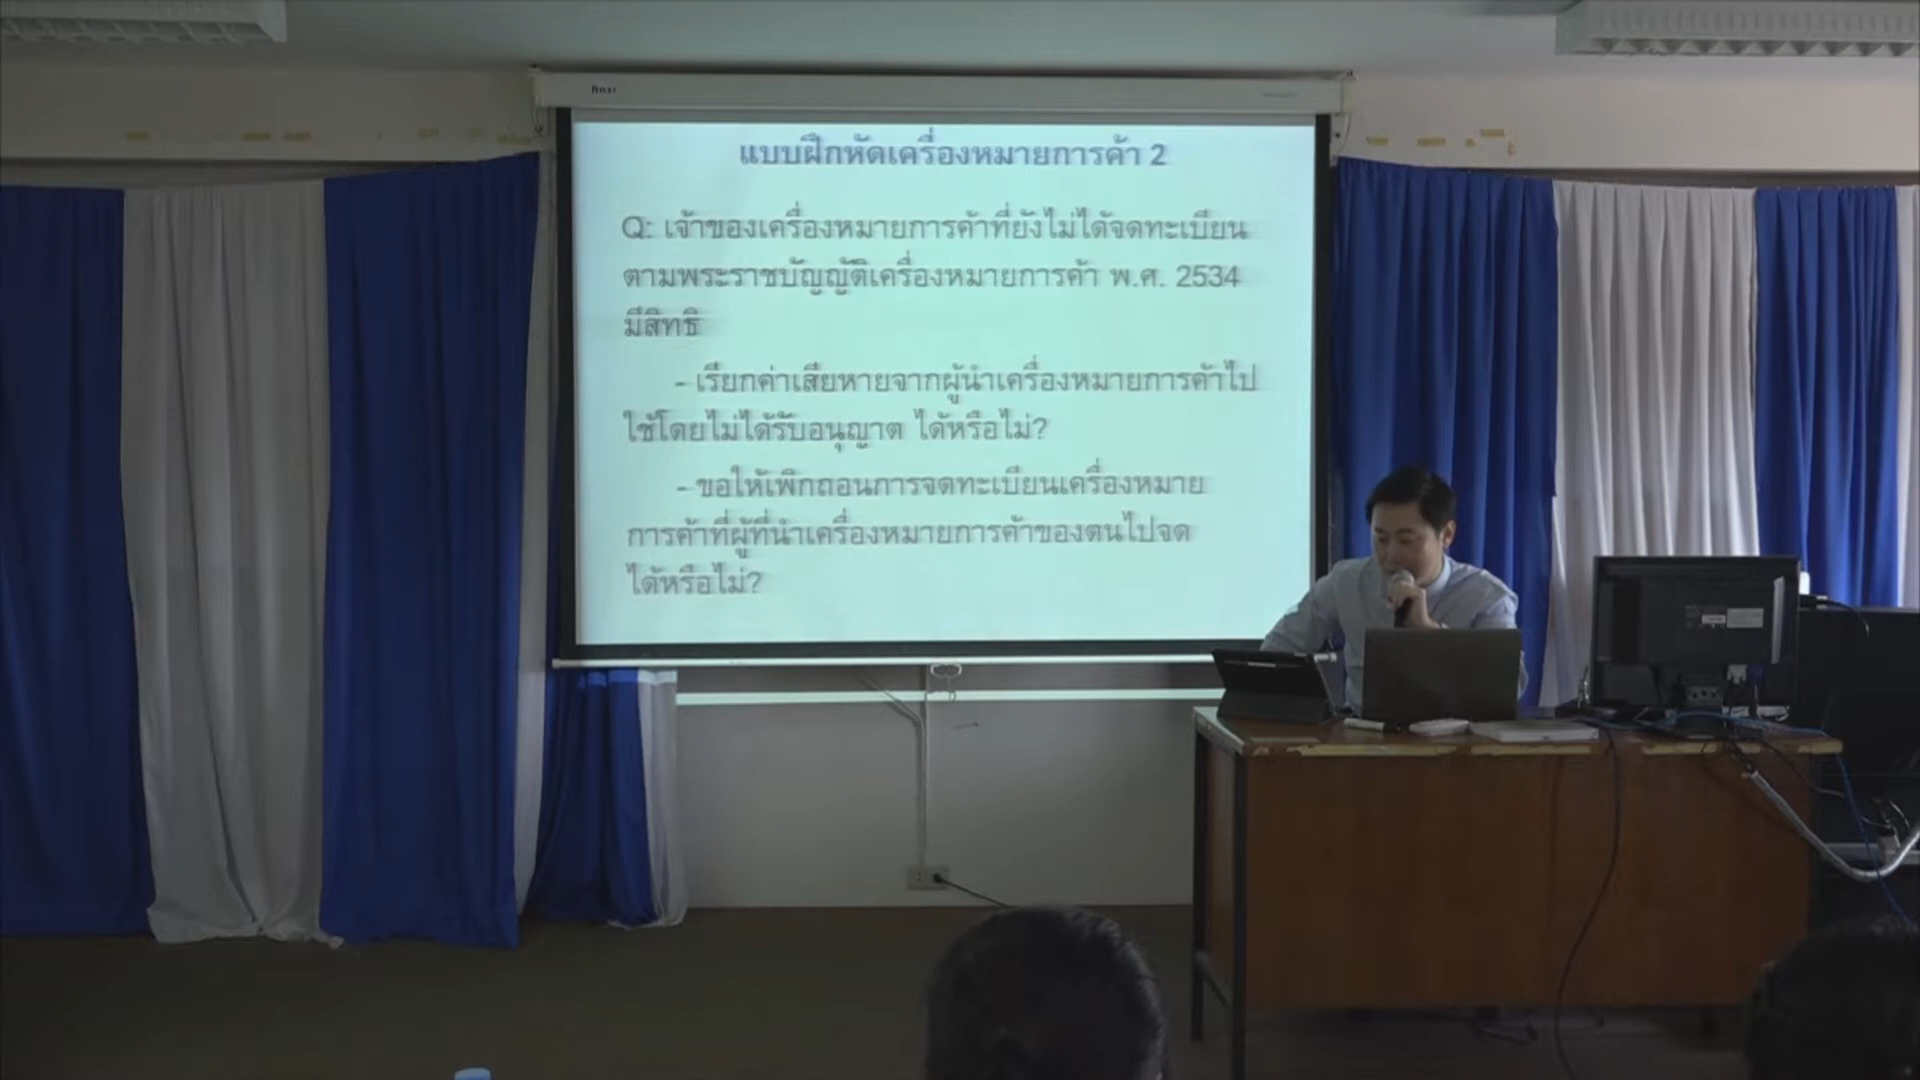 แบบฝึกหัดเครื่องหมายการค้า 2
Q: เจ้าของเครื่องหมายการค้าที่ยังไม่ได้จดทะเบียน
ตามพระราชบัญญัติเครื่องหมายการค้า พ.ศ. 2534
มีสิทธิ
- เรียกค่าเสียหายจากผู้นำเครื่องหมายการค้าไป
ใช้โดยไม่ได้รับอนุญาต ได้หรือไม่?
- ขอให้เพิกถอนการจดทะเบียนเครื่องหมาย
การค้าที่ผู้ที่นำเครื่องหมายการค้าของตนไปจด
ได้หรือไม่?